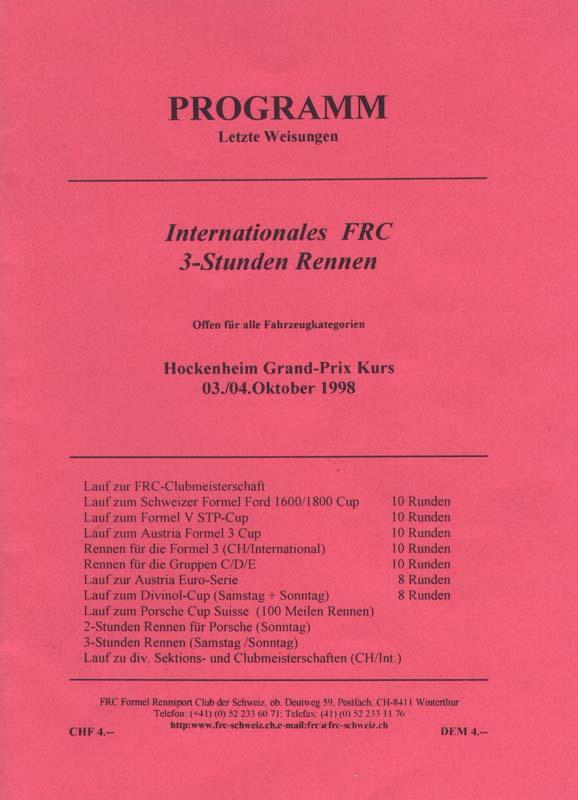 PROGRAMM
Letzte Weisungen
Internationales FRC
3-Stunden Rennen
Offen für alle Fahrzeugkategorien
Hockenheim Grand-Prix Kurs
03./04.Oktober 1998
Lauf zur FRC-Clubmeisterschaft
Lauf zum Schweizer Formel Ford 1600/1800 Cup 10 Runden
Lauf zum Formel V STP-Cup 10 Runden
Lauf zum Austria Formel 3 Cup 10 Runden
Rennen für die Formel 3 (CH/International) 10 Runden
Rennen für die Gruppen C/D/E 10 Runden
Lauf zur Austria Euro-Serie 8 Runden
Lauf zum Divinol-Cup (Samstag + Sonntag) 8 Runden
Lauf zum Porsche Cup Suisse (100 Meilen Rennen)
2-Stunden Rennen für Porsche (Sonntag)
3-Stunden Rennen (Samstag /Sonntag)
Lauf zu div. Sektions- und Clubmeisterschaften (CH/Int.)
FRC Formel Rennsport Club der Schweiz, ob. Deutweg 59, Postfach, CH-8411 Winterthur
Telefon: (+41) (0) 52 233 60 71; Telefax: (41) (0) 52 233 11 76
http:www.frc-schweiz.ch,e-mail:frc@frc-schweiz.ch
CHF 4.-- DEM 4.--